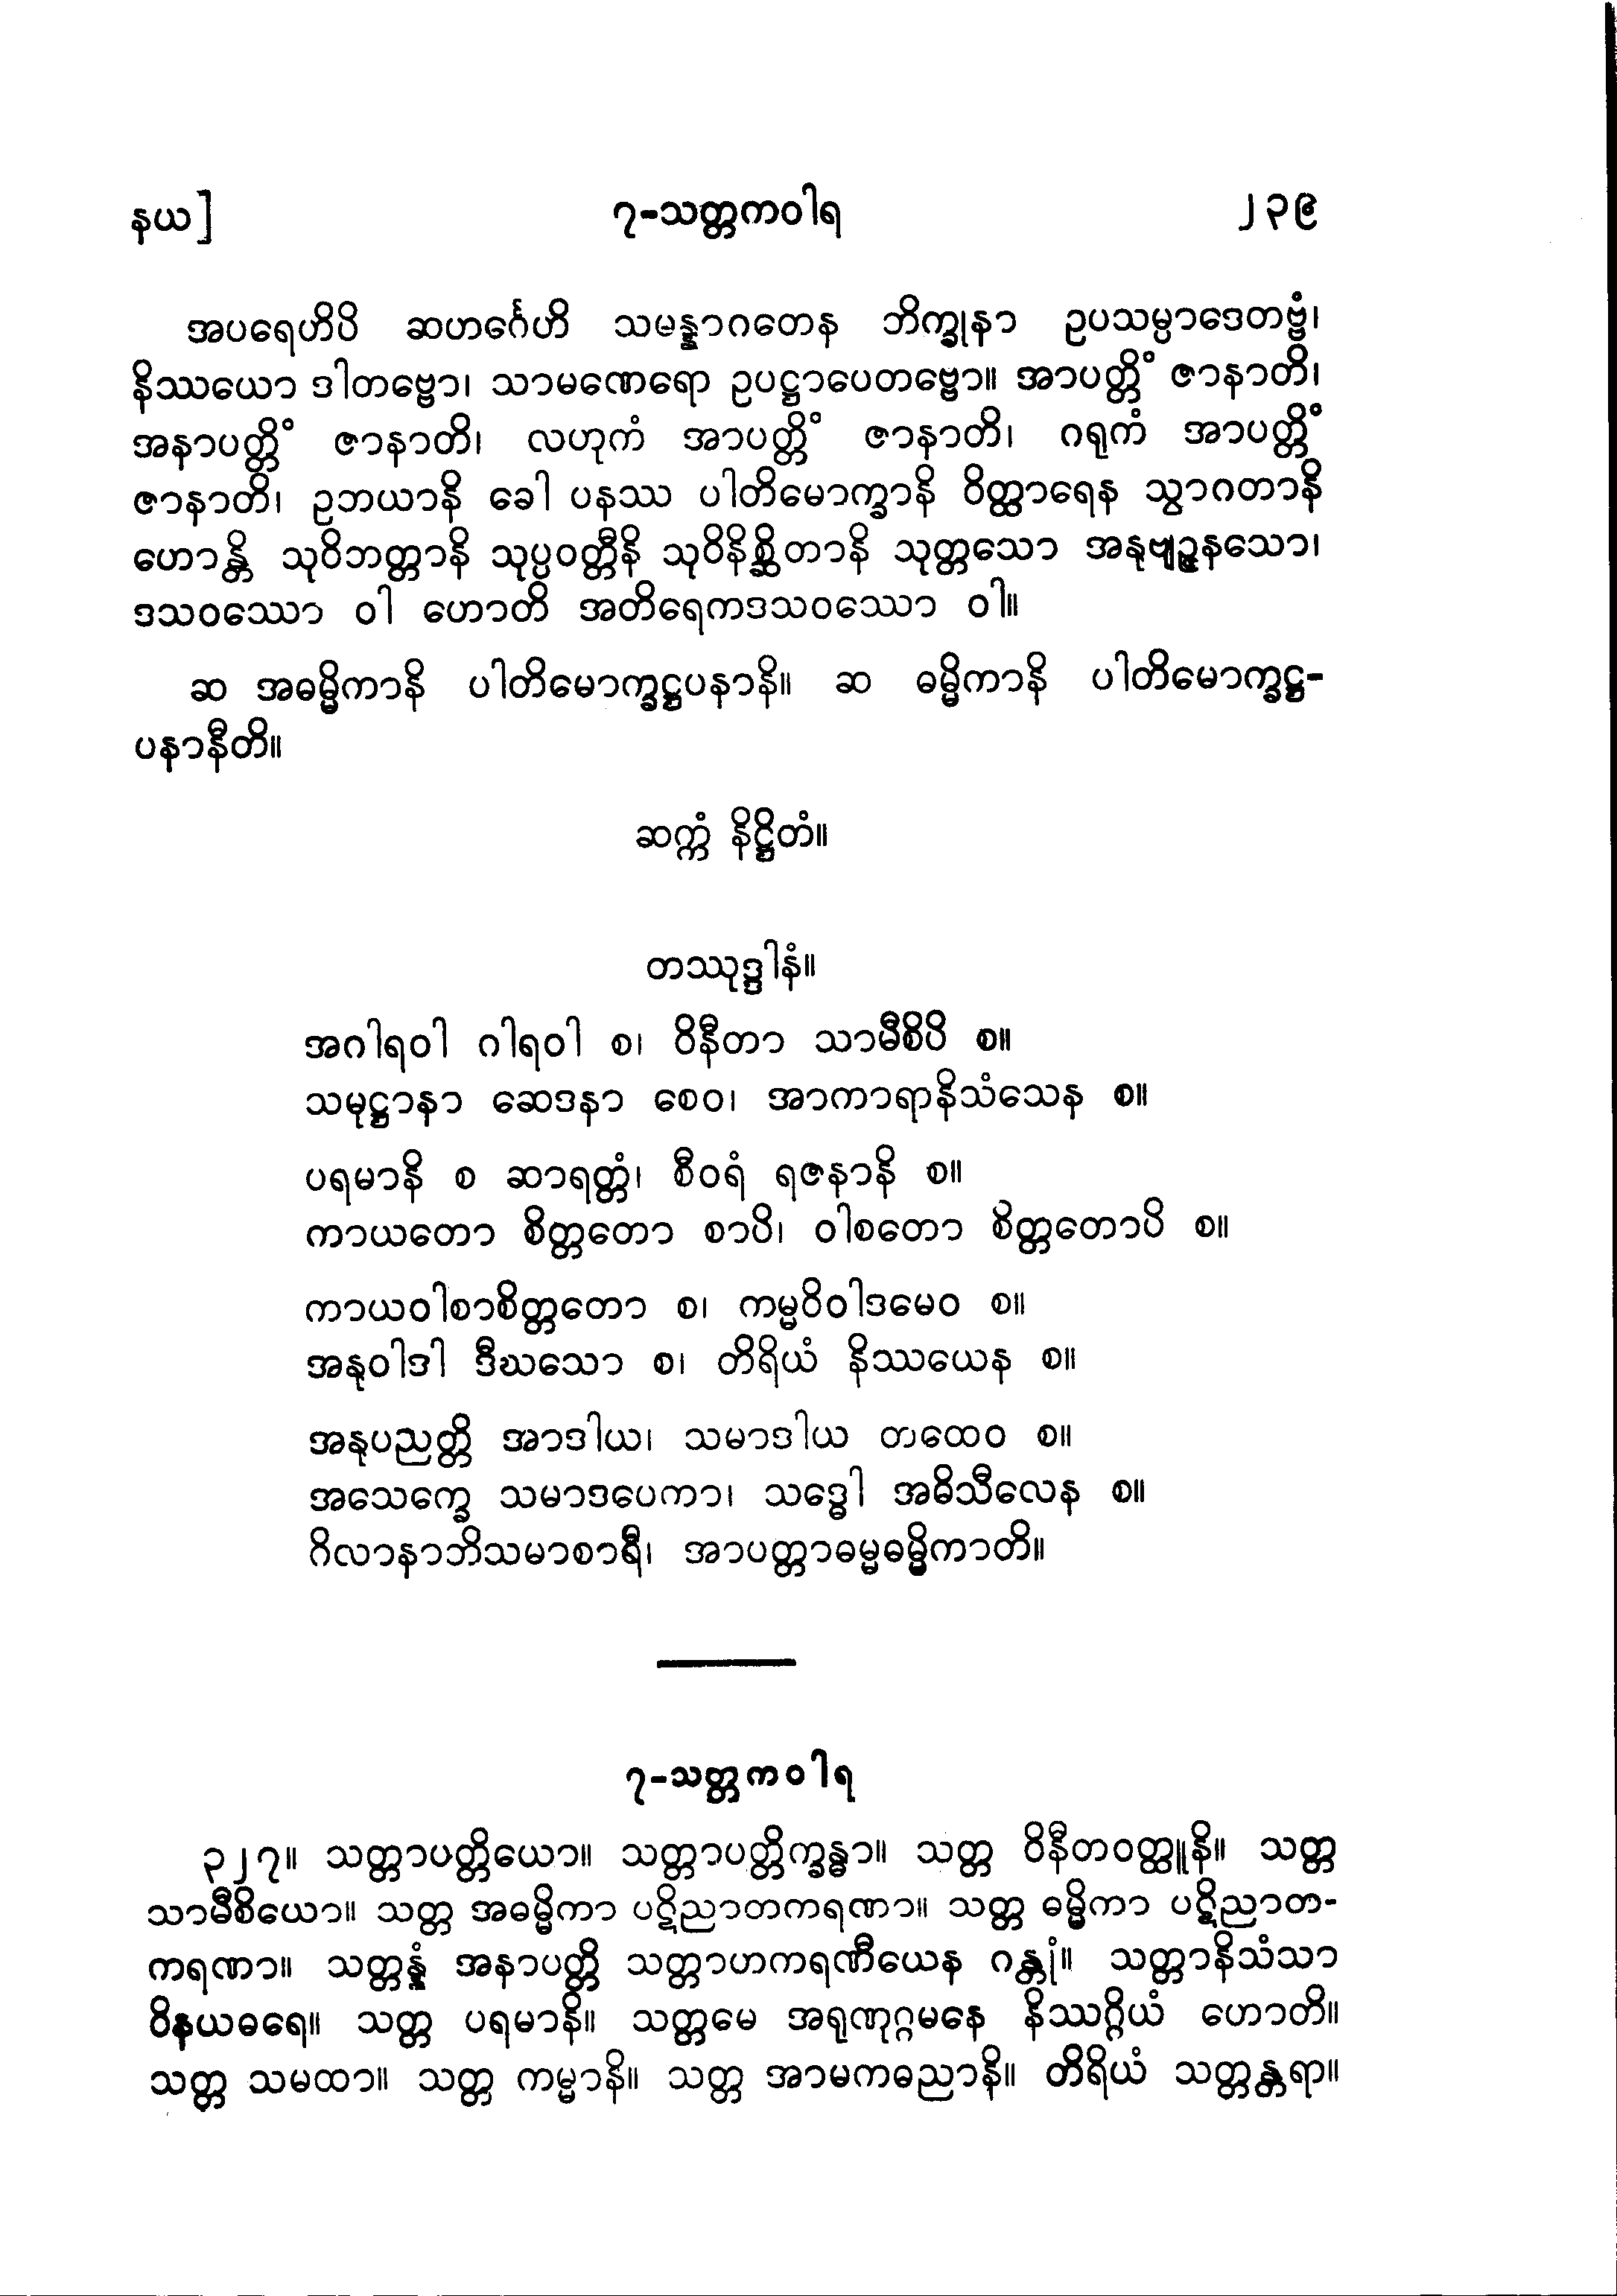 နယ]
၇-သတ္တကဝါရ
၂၃၉
အပရေဟိပိ ဆဟင်္ဂေဟိ သမန္နာဂတေန ဘိက္ခုနာ ဥပသမ္ပာဒေတဗ္ဗံ၊
နိဿယော ဒါတဗ္ဗော၊ သာမဏေရော ဥပဋ္ဌာပေတဗ္ဗော။ အာပတ္တိံ ဇာနာတိ၊
အနာပတ္တိံ ဇာနာတိ၊ လဟုကံ အာပတ္တိံ ဇာနာတိ၊ ဂရုကံ အာပတ္တိံ
ဇာနာတိ၊ ဥဘယာနိ ခေါ ပနဿ ပါတိမောက္ခာနိ ဝိတ္ထာရေန သွာဂတာနိ
ဟောန္တိ သုဝိဘတ္တာနိ သုပ္ပဝတ္တီနိ သုဝိနိစ္ဆိတာနိ သုတ္တသော အနုဗျဉ္ဇနသော၊
ဒသဝဿော ဝါ ဟောတိ အတိရေကဒသဝဿော ဝါ။
ဆ အဓမ္မိကာနိ ပါတိမောက္ခဋ္ဌပနာနိ။ ဆ ဓမ္မိကာနိ ပါတိမောက္ခဋ္ဌ-
ပနာနီတိ။
ဆက္ကံ နိဋ္ဌိတံ။
တဿုဒ္ဒါနံ။
အဂါရဝါ ဂါရဝါ စ၊ ဝိနီတာ သာမီစိပိ စ။
သမုဋ္ဌာနာ ဆေဒနာ စေဝ၊ အာကာရာနိသံသေန စ။
ပရမာနိ စ ဆာရတ္တံ၊ စီဝရံ ရဇနာနိ စ။
ကာယတော စိတ္တတော စာပိ၊ ဝါစတော စိတ္တတောပိ စ။
ကာယဝါစာစိတ္တတော စ၊ ကမ္မဝိဝါဒမေဝ စ။
အနုဝါဒါ ဒီဃသော စ၊ တိရိယံ နိဿယေန စ။
အနုပညတ္တိ အာဒါယ၊ သမာဒါယ တထေဝ စ။
အသေက္ခေ သမာဒပေကာ၊ သဒ္ဓေါ အဓိသီလေန စ။
ဂိလာနာဘိသမာစာရီ၊ အာပတ္တာဓမ္မဓမ္မိကာတိ။
၇-သတ္တကဝါရ
၃၂၇။ သတ္တာပတ္တိယော။ သတ္တာပတ္တိက္ခန္ဓာ။ သတ္တ ဝိနီတဝတ္ထူနိ။ သတ္တ
သာမီစိယော။ သတ္တ အဓမ္မိကာ ပဋိညာတကရဏာ။ သတ္တ ဓမ္မိကာ ပဋိညာတ-
ကရဏာ။ သတ္တန္နံ အနာပတ္တိ သတ္တာဟကရဏီယေန ဂန္တုံ။ သတ္တာနိသံသာ
ဝိနယဓရေ။ သတ္တ ပရမာနိ။ သတ္တမေ အရုဏုဂ္ဂမနေ နိဿဂ္ဂိယံ ဟောတိ။
သတ္တ သမထာ။ သတ္တ ကမ္မာနိ။ သတ္တ အာမကဓညာနိ။ တိရိယံ သတ္တန္တရာ။